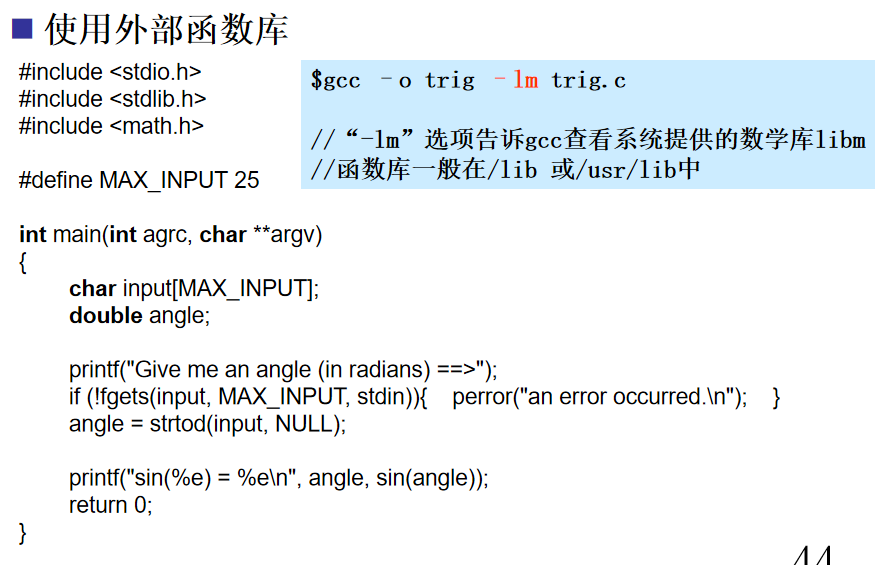 使用外部函数库
#include <stdio.h>
#include <stdlib.h>
#include <math.h>
#define MAX_INPUT 25
$gcc -o trig -lm trig.c
//“-lm”选项告诉gcc查看系统提供的数学库libm
//函数库一般在/lib 或/usr/lib中
int main(int agrc, char **argv)
{
char input[MAX_INPUT];
double angle;
printf("Give me an angle (in radians) ==>");
if (!fgets(input, MAX_INPUT, stdin)){ perror("an error occurred.\n"); }
angle = strtod(input, NULL);
printf("sin(%e) = %e\n", angle, sin(angle));
return 0;
}
44